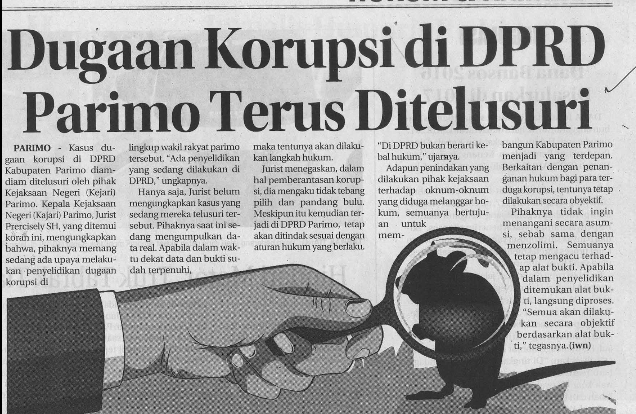 Dugaan Korupsi di DPRD
Parimo Terus Ditelusuri
PARIMO - Kasus du-
gaan korupsi di DPRD
Kabupaten Parimo diam-
diam ditelusuri oleh pihak
Kejaksaan Negeri (Kejari)
Parimo. Kepala Kejaksaan
Negeri (Kajari) Parimo, Jurist
Precisely SH, yang ditemui
koran ini, mengungkapkan
bahwa, pihaknya memang
sedang ada upaya melaku-
kan penyelidikan dugaan
korupsi di
lingkup wakil rakyat parimo
tersebut. "Ada penyelidikan
yang sedang dilakukan di
DPRD," ungkapnya.
Hanya saja, Jurist belum
mengungkapkan kasus yang
sedang mereka telusuri ter-
sebut. Pihaknya saat ini se-
dang mengumpulkan da-
ta real. Apabila dalam wak-
tu dekat data dan bukti su-
dah terpenuhi,
maka tentunya akan dilaku-
kan langkah hukum.
Jurist menegaskan, dalam
hal pemberantasan korup-
si, dia mengaku tidak tebang
pilih dan pandang bulu.
Meskipun itu kemudian ter-
jadi di DPRD Parimo, tetap
akan ditindak sesuai dengan
aturan hukum yang berlaku.
"Di DPRD bukan berarti ke-
bal hukum," ujaranya.
Adapun penindakan yang
dilakukan pihak kejaksaan
terhadap oknum-oknum
yang diduga melanggar ho-
kum, semuanya bertuju-
an untuk
mem-
bangun Kabupaten Parimo
menjadi yang terdepan.
Berkaitan dengan penan-
ganan hukum bagi para ter-
duga korupsi, tentunya tetap
dilakukan secara obyektif.
Pihaknya tidak ingin
menangani secara asum-
si, sebab sama dengan
menzolimi. Semuanya
tetap mengacu terhad-
ap alat bukti. Apabila
dalam penyelidikan
ditemukan alat buk-
ti, langsung diproses.
"Semua akan dilaku-
kan secara objektif
berdasarkan alat buk-
ti," tegasnya.(iwn)